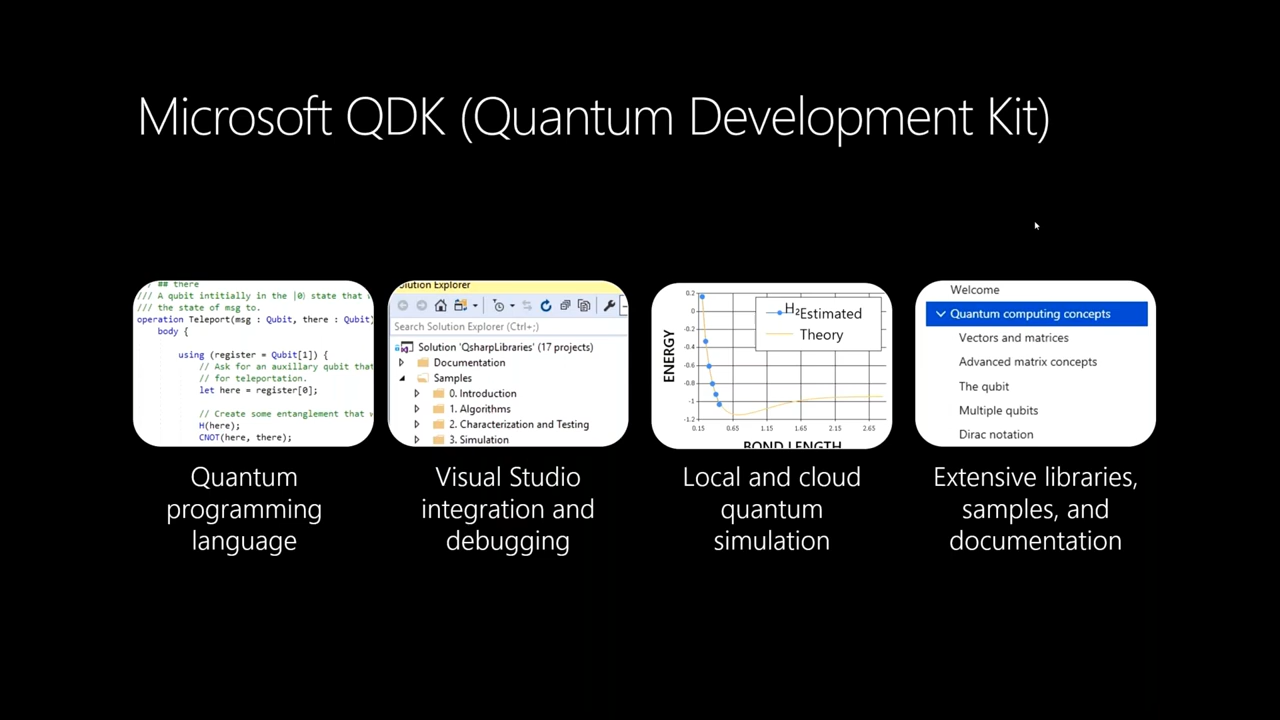 Microsoft QDK (Quantum Development Kit)
## there
/// A qubit intitially in the |0⟩ state that
/// the state of msg to.
operation Teleport(msg : Qubit, there : Qubit)
body {
using (register = Qubit[1]) {
// Ask for an auxillary qubit that
// for teleportation.
let here = register[0];
// Create some entanglement that
H(here);
CNOT(here, there);
Quantum
programming
language
Solution Explorer
Search Solution Explorer (Ctrl+;)
Solution 'QsharpLibraries' (17 projects)
Documentation
Samples
0. Introduction
1. Algorithms
2. Characterization and Testing
3. Simulation
Visual Studio
integration and
debugging
H₂Estimated
Theory
ENERGY
0.2
0
-0.2
-0.4
-0.6
-0.8
-1
-1.2
0.15 0.65 1.15 1.65 2.15 2.65
BOND LENGTH
Local and cloud
quantum
simulation
Welcome
Quantum computing concepts
Vectors and matrices
Advanced matrix concepts
The qubit
Multiple qubits
Dirac notation
Extensive libraries,
samples, and
documentation